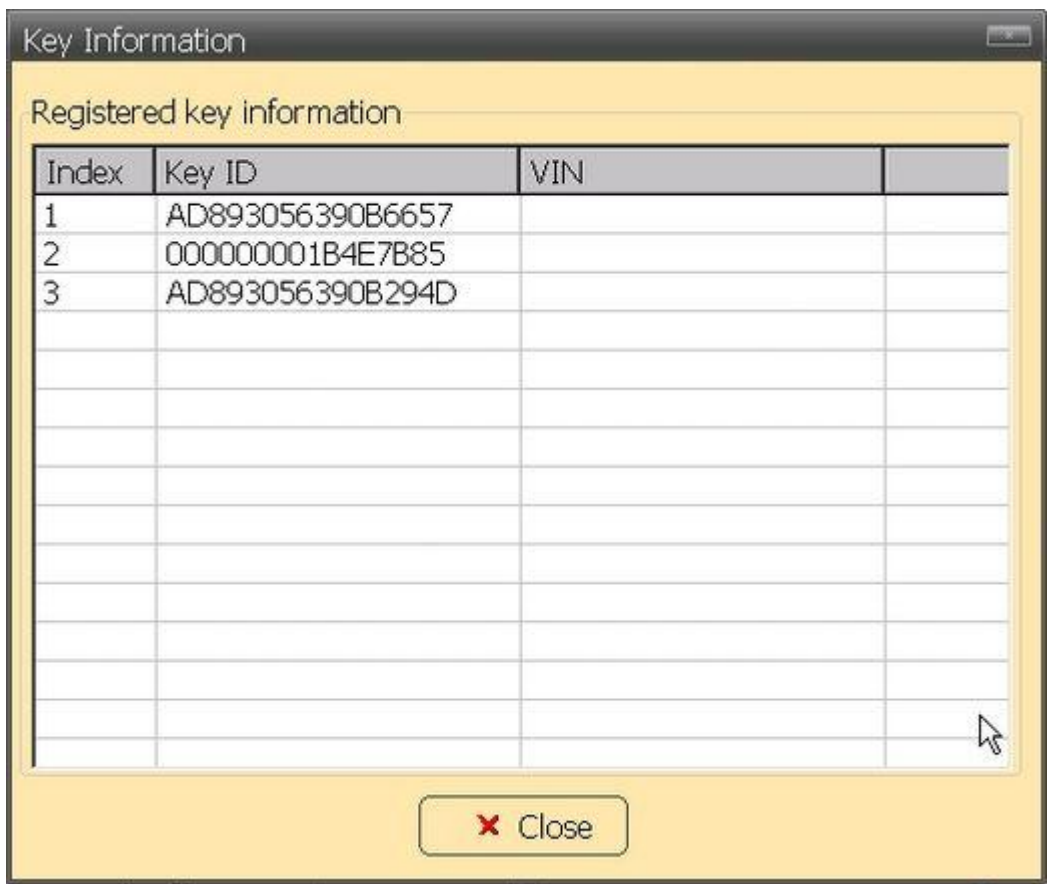 Key Information
Registered key information
Index Key ID VIN
1 AD893056390B6657
2 000000001B4E7B85
3 AD893056390B294D
Close